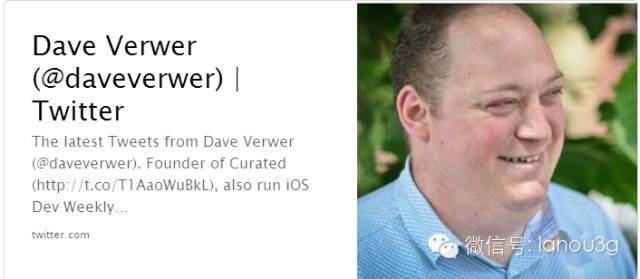 Dave Verwer
(@daveverwer) |
Twitter
The latest Tweets from Dave Verwer
(@daveverwer). Founder of Curated
(http://t.co/T1AaoWuBkL), also run iOS
Dev Weekly...
twitter.com
微信号: lanou3g